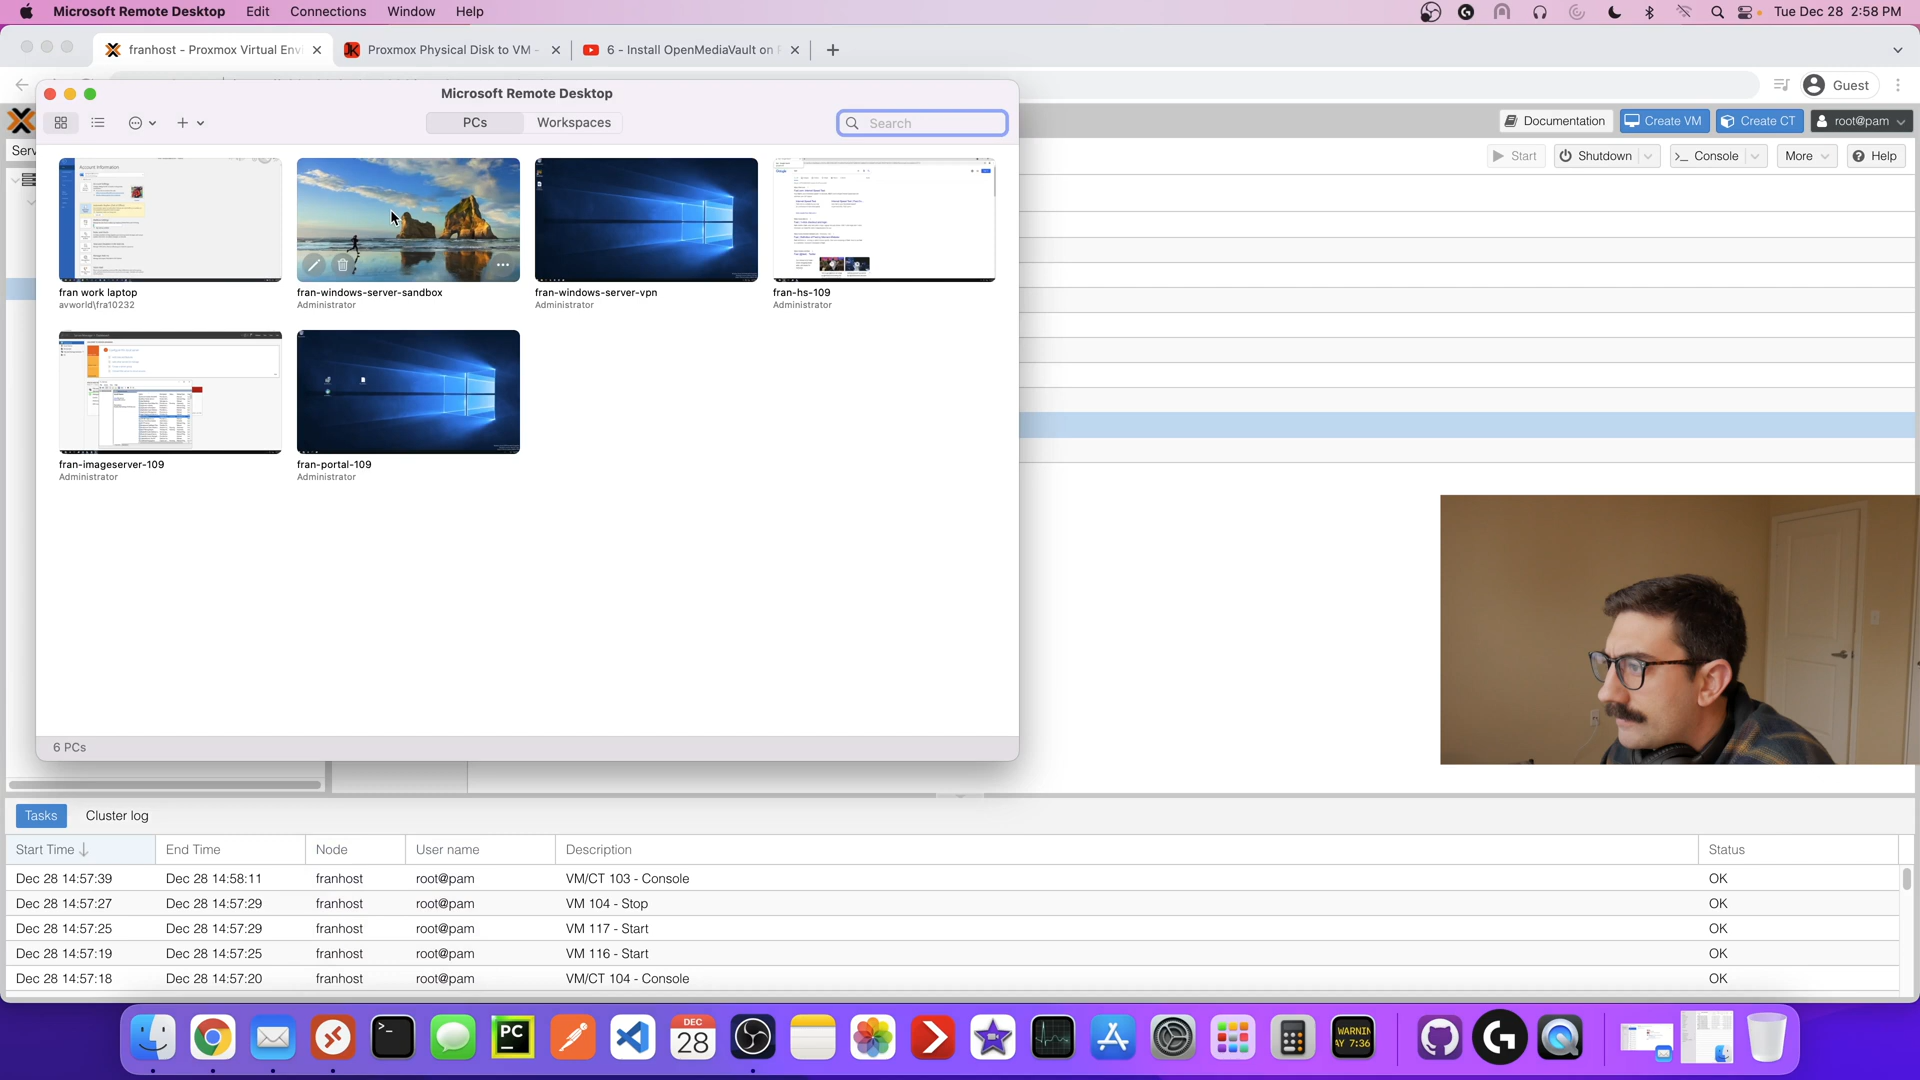 Microsoft Remote Desktop Edit Connections Window Help Tue Dec 28 2:58 PM
franhost - Proxmox Virtual Envi Proxmox Physical Disk to VM - 6 - Install OpenMediaVault on
Guest
Microsoft Remote Desktop
PCs Workspaces Search
Documentation Create VM Create CT root@pam
Serv
Start Shutdown Console More Help
Account Information
fran work laptop
avworld\fra10232
fran-windows-server-sandbox
Administrator
fran-windows-server-vpn
Administrator
fran-hs-109
Administrator
fran-imageserver-109
Administrator
fran-portal-109
Administrator
6 PCs
Tasks Cluster log
Start Time End Time Node User name Description Status
Dec 28 14:57:39 Dec 28 14:58:11 franhost root@pam VM/CT 103 - Console OK
Dec 28 14:57:27 Dec 28 14:57:29 franhost root@pam VM 104 - Stop OK
Dec 28 14:57:25 Dec 28 14:57:29 franhost root@pam VM 117 - Start OK
Dec 28 14:57:19 Dec 28 14:57:25 franhost root@pam VM 116 - Start OK
Dec 28 14:57:18 Dec 28 14:57:20 franhost root@pam VM/CT 104 - Console OK
PC
DEC
28
WARNIN
AY 7:36